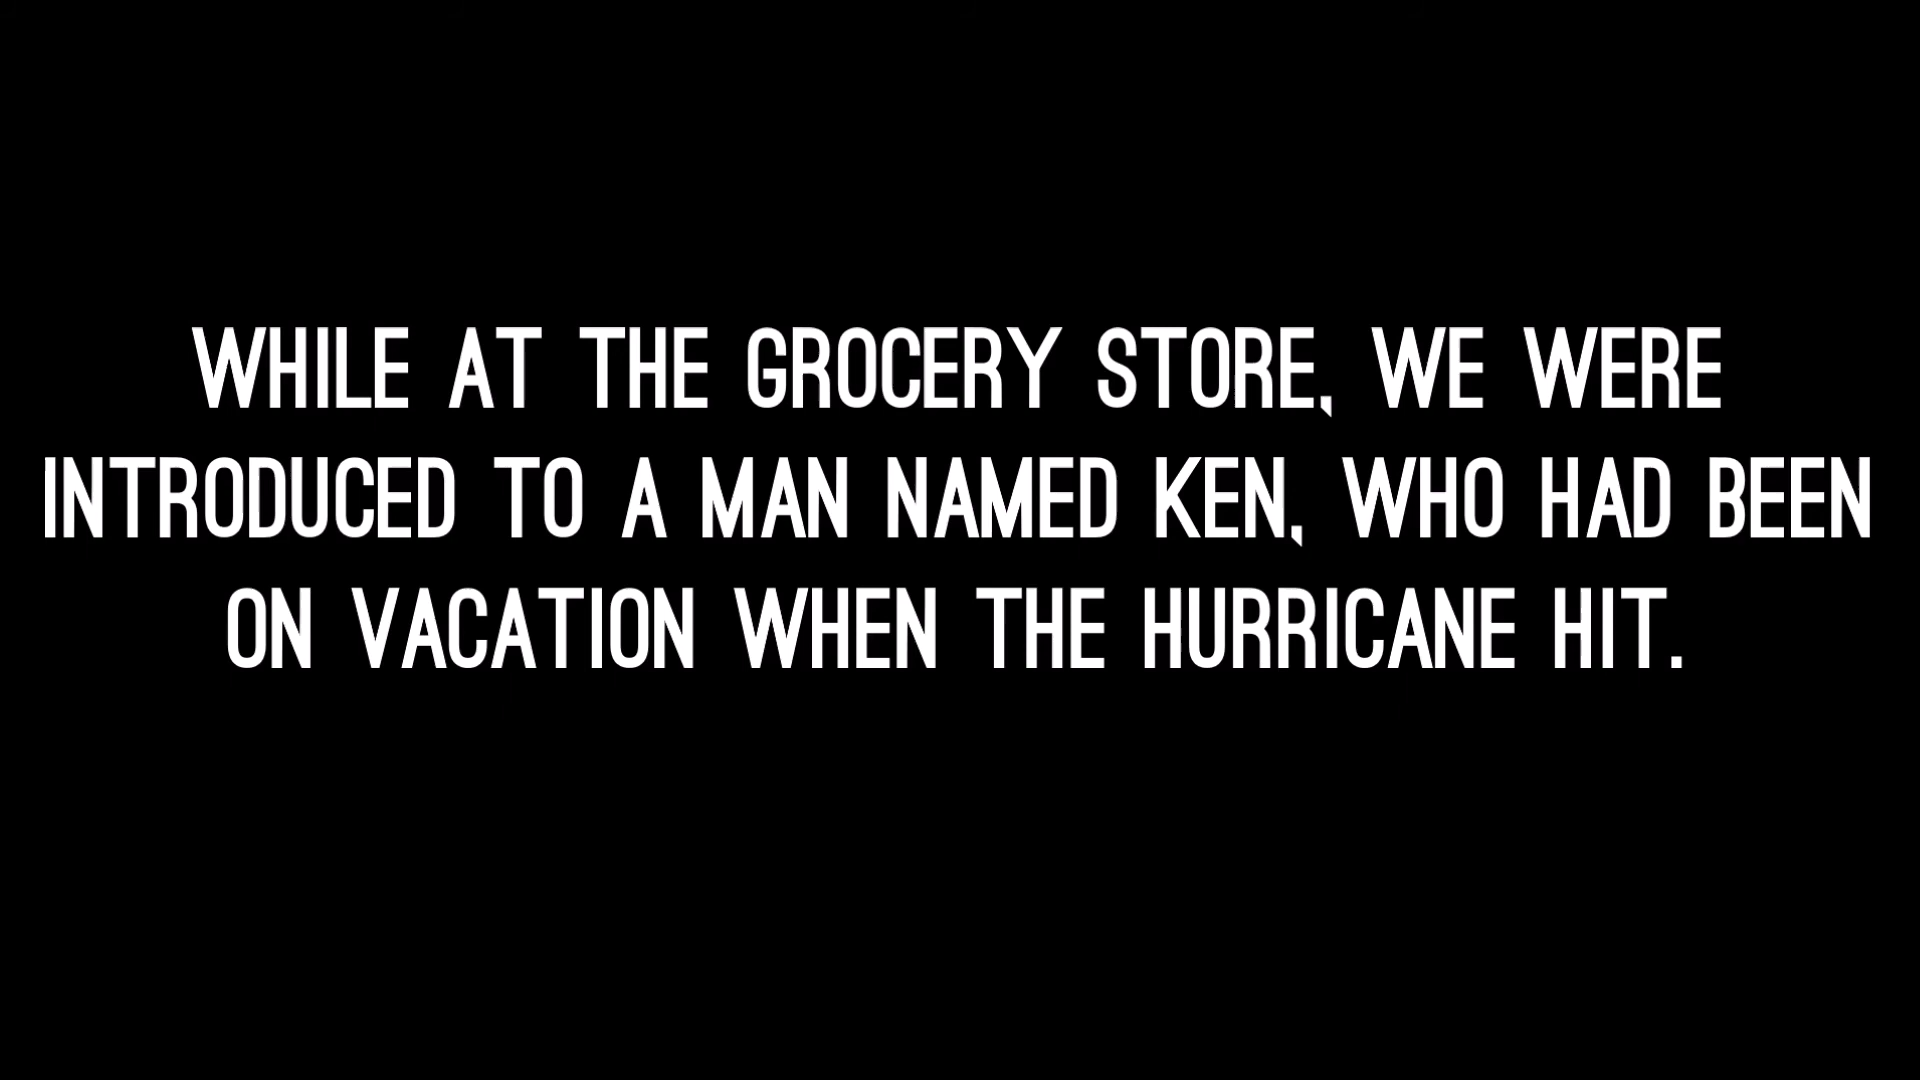 WHILE AT THE GROCERY STORE, WE WERE
INTRODUCED TO A MAN NAMED KEN, WHO HAD BEEN
ON VACATION WHEN THE HURRICANE HIT.